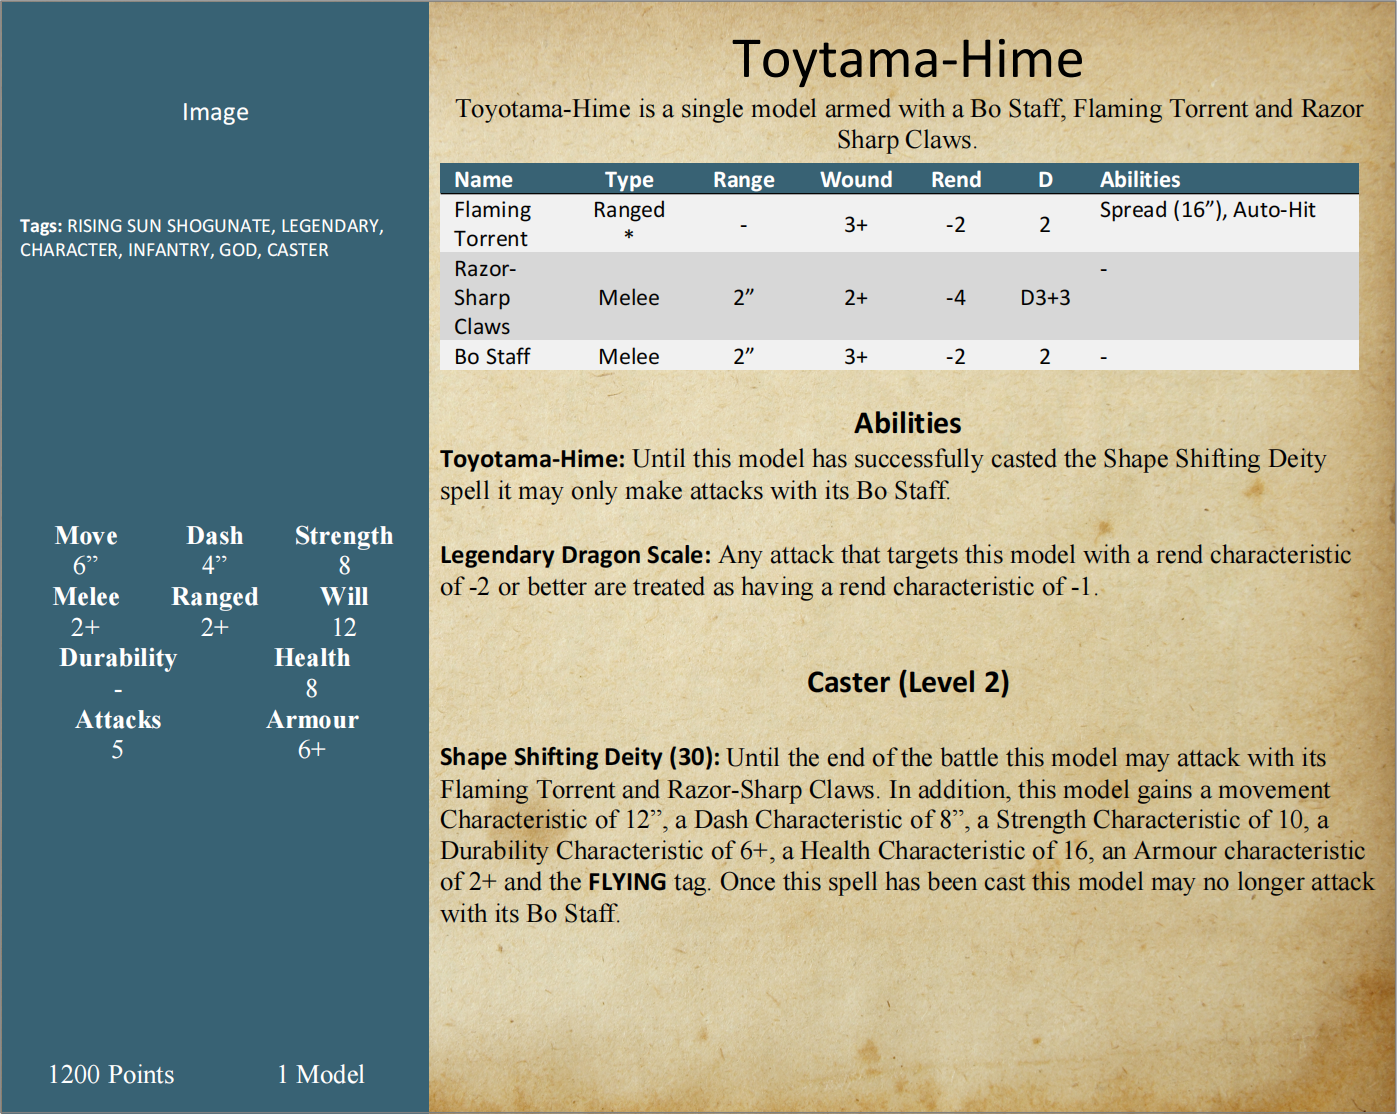 Image
Tags: RISING SUN SHOGUNATE, LEGENDARY,
CHARACTER, INFANTRY, GOD, CASTER
Move Dash Strength
6” 4” 8
Melee Ranged Will
2+ 2+ 12
Durability Health
- 8
Attacks Armour
5 6+
1200 Points 1 Model
Toytama-Hime
Toyotama-Hime is a single model armed with a Bo Staff, Flaming Torrent and Razor
Sharp Claws.
Name Type Range Wound Rend D Abilities
Flaming Torrent Ranged * - 3+ -2 2 Spread (16”), Auto-Hit
Razor-Sharp Claws Melee 2” 2+ -4 D3+3 -
Bo Staff Melee 2” 3+ -2 2 -
Abilities
Toyotama-Hime: Until this model has successfully casted the Shape Shifting Deity
spell it may only make attacks with its Bo Staff.
Legendary Dragon Scale: Any attack that targets this model with a rend characteristic
of -2 or better are treated as having a rend characteristic of -1.
Caster (Level 2)
Shape Shifting Deity (30): Until the end of the battle this model may attack with its
Flaming Torrent and Razor-Sharp Claws. In addition, this model gains a movement
Characteristic of 12”, a Dash Characteristic of 8”, a Strength Characteristic of 10, a
Durability Characteristic of 6+, a Health Characteristic of 16, an Armour characteristic
of 2+ and the FLYING tag. Once this spell has been cast this model may no longer attack
with its Bo Staff.